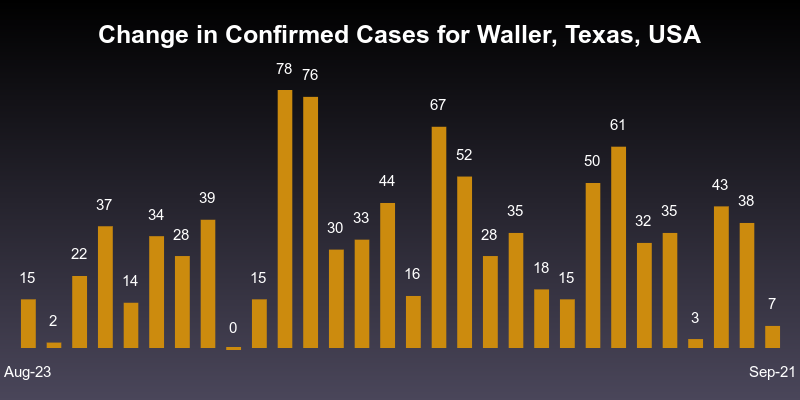 Change in Confirmed Cases for Waller, Texas, USA
15 2 22 37 14 34 28 39 0 15 78 76 30 33 44 16 67 52 28 35 18 15 50 61 32 35 3 43 38 7
Aug-23 Sep-21